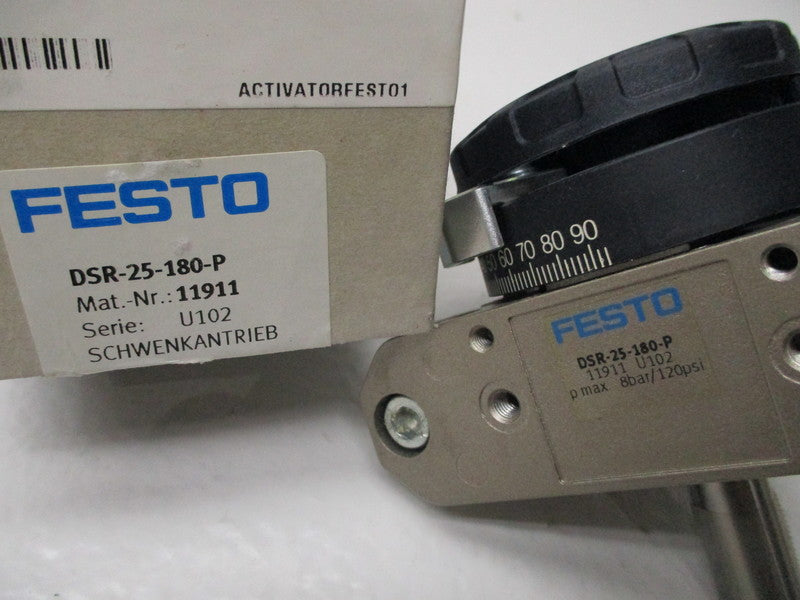 ACTIVATORFESTO1
FESTO
DSR-25-180-P
Mat.-Nr.: 11911
Serie: U102
SCHWENKANTRIEB
60 70 80 90
FESTO
DSR-25-180-P
11911 U102
p max 8bar/120psi